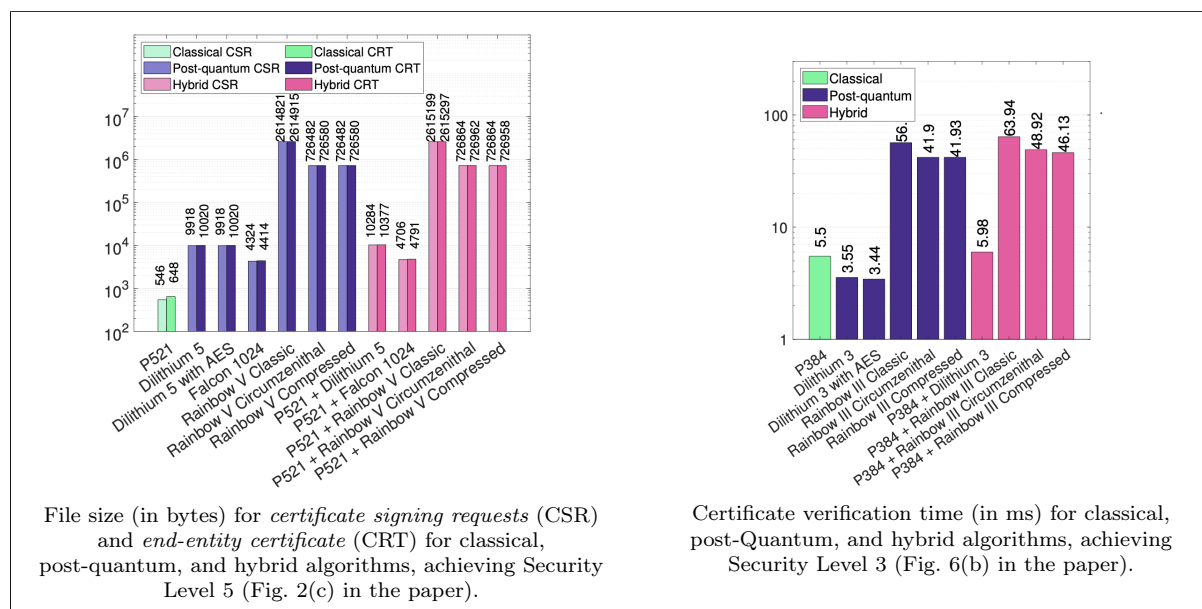 Classical CSR
Classical CRT
Post-quantum CSR
Post-quantum CRT
Hybrid CSR
Hybrid CRT
10^7
10^6
10^5
10^4
10^3
10^2
546
648
9918
10020
9918
10020
4324
4414
2614821
2614915
726482
726580
726482
726580
10284
10377
4706
4791
2615199
2615297
726864
726962
726864
726958
P521
Dilithium 5
Dilithium 5 with AES
Falcon 1024
Rainbow V Classic
Rainbow V Circumzenithal
Rainbow V Compressed
P521 + Dilithium 5
P521 + Falcon 1024
P521 + Rainbow V Classic
P521 + Rainbow V Circumzenithal
P521 + Rainbow V Compressed
File size (in bytes) for certificate signing requests (CSR)
and end-entity certificate (CRT) for classical,
post-quantum, and hybrid algorithms, achieving Security
Level 5 (Fig. 2(c) in the paper).
Classical
Post-quantum
Hybrid
100
10
1
5.5
3.55
3.44
56.
41.9
41.93
5.98
63.94
48.92
46.13
P384
Dilithium 3
Dilithium 3 with AES
Rainbow III Classic
Rainbow III Circumzenithal
Rainbow III Compressed
P384 + Dilithium 3
P384 + Rainbow III Classic
P384 + Rainbow III Circumzenithal
P384 + Rainbow III Compressed
Certificate verification time (in ms) for classical,
post-Quantum, and hybrid algorithms, achieving
Security Level 3 (Fig. 6(b) in the paper).